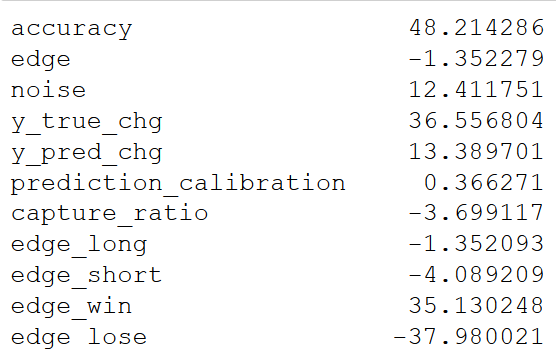 accuracy 48.214286
edge -1.352279
noise 12.411751
y_true_chg 36.556804
y_pred_chg 13.389701
prediction_calibration 0.366271
capture_ratio -3.699117
edge_long -1.352093
edge_short -4.089209
edge_win 35.130248
edge_lose -37.980021